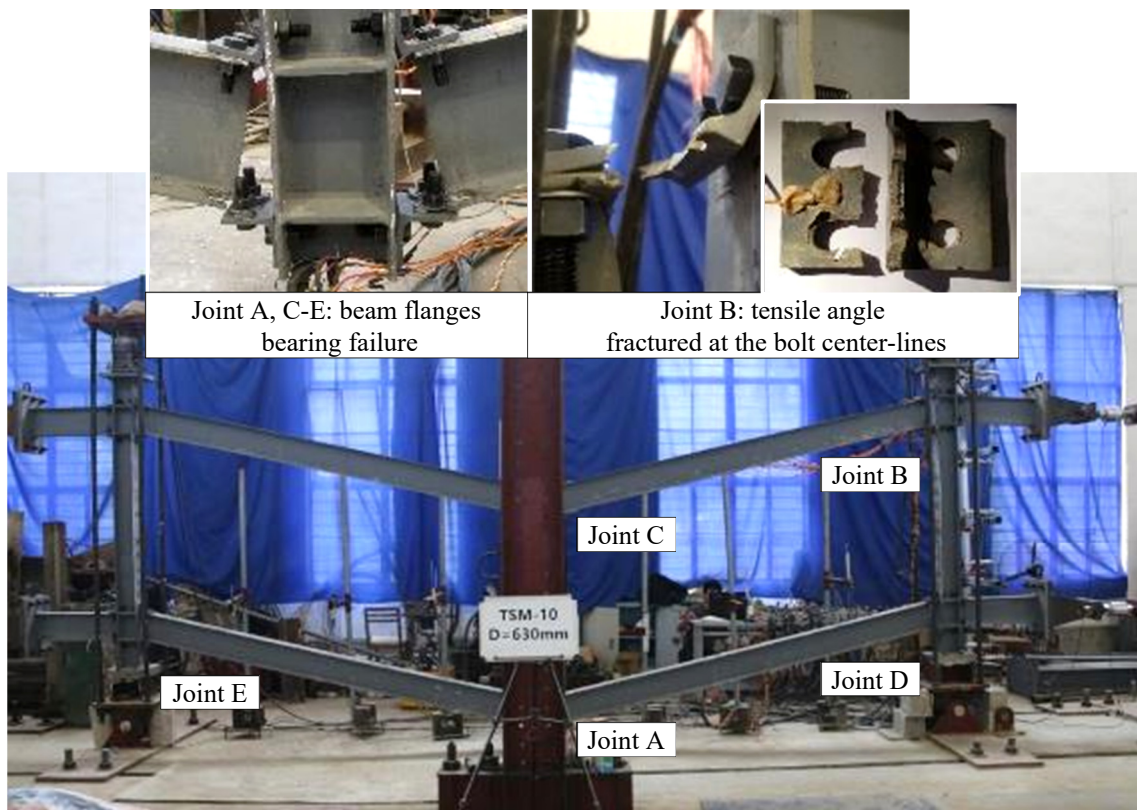 Joint A, C-E: beam flanges
bearing failure
Joint B: tensile angle
fractured at the bolt center-lines
Joint B
Joint C
TSM-10
D=630mm
Joint E
Joint D
Joint A